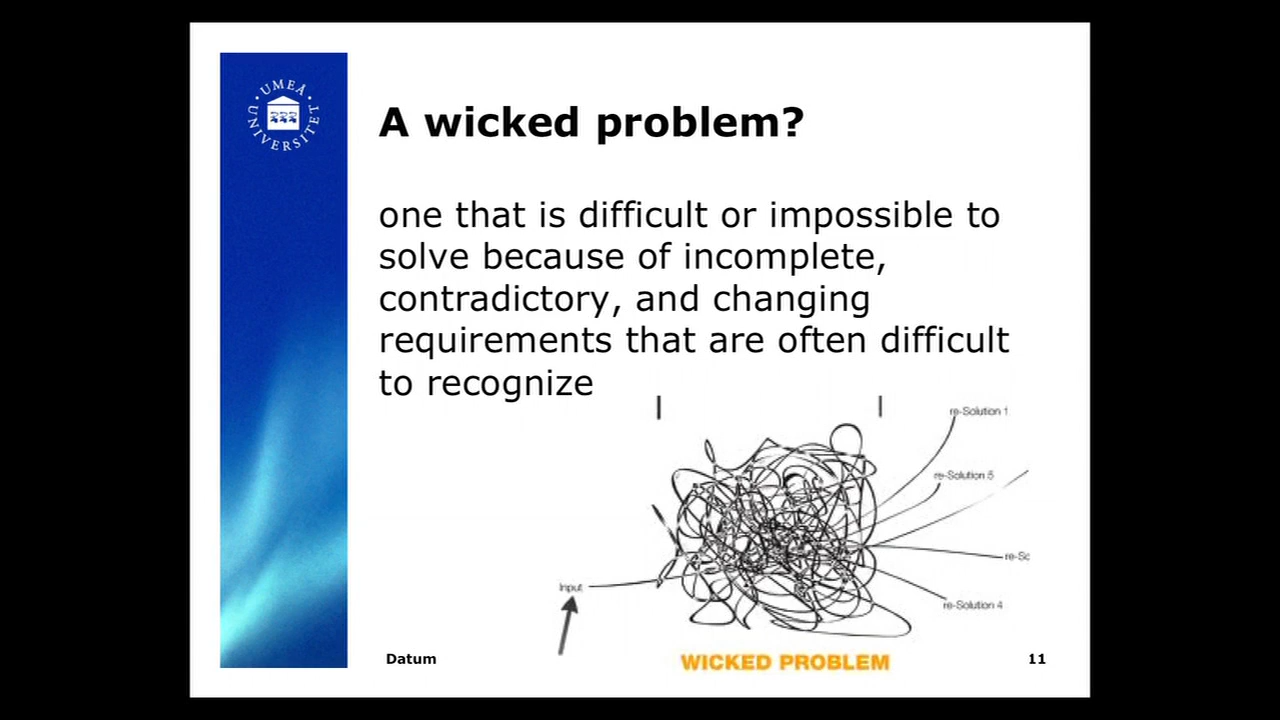 UMEÅ UNIVERSITET
A wicked problem?
one that is difficult or impossible to
solve because of incomplete,
contradictory, and changing
requirements that are often difficult
to recognize
re-Solution 1
re-Solution 5
re-Sc
Input
re-Solution 4
WICKED PROBLEM
Datum
11